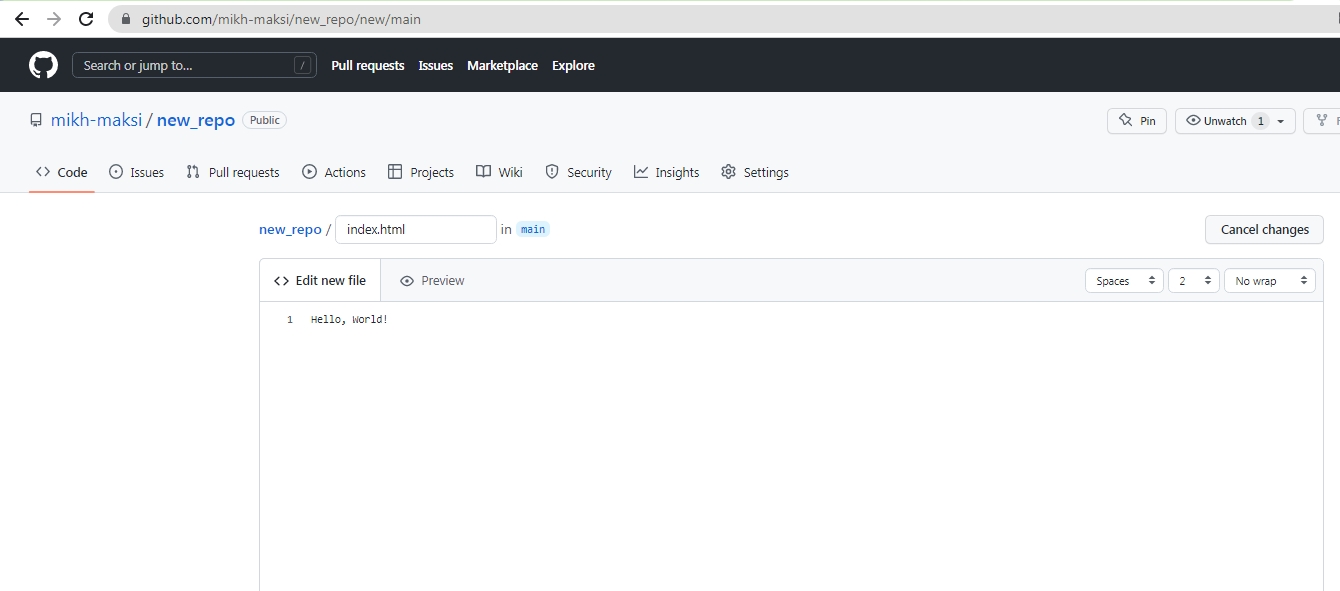 github.com/mikh-maksi/new_repo/new/main
Search or jump to... / Pull requests Issues Marketplace Explore
mikh-maksi / new_repo Public Pin Unwatch 1
Code Issues Pull requests Actions Projects Wiki Security Insights Settings
new_repo / index.html in main Cancel changes
Edit new file Preview Spaces 2 No wrap
1 Hello, World!